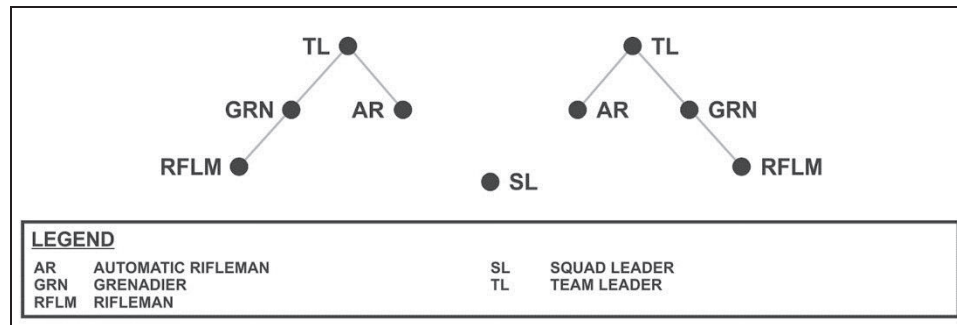 TL TL
GRN AR AR GRN
RFLM RFLM
SL
LEGEND
AR AUTOMATIC RIFLEMAN SL SQUAD LEADER
GRN GRENADIER TL TEAM LEADER
RFLM RIFLEMAN